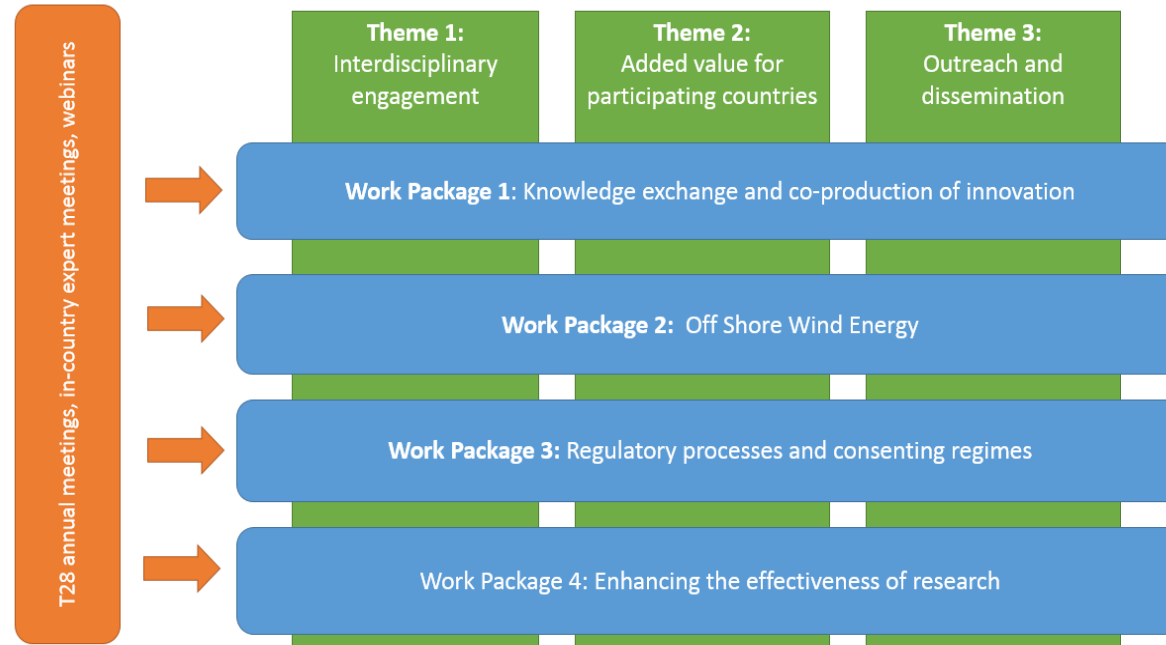 T28 annual meetings, in-country expert meetings, webinars
Theme 1:
Interdisciplinary
engagement
Theme 2:
Added value for
participating countries
Theme 3:
Outreach and
dissemination
Work Package 1: Knowledge exchange and co-production of innovation
Work Package 2: Off Shore Wind Energy
Work Package 3: Regulatory processes and consenting regimes
Work Package 4: Enhancing the effectiveness of research